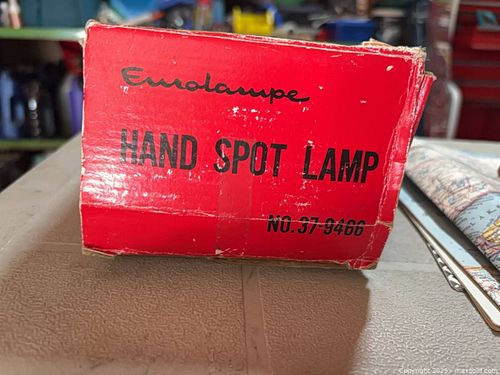 Eurolampe
HAND SPOT LAMP
NO. 37-9466
Copyright 2025 - maxsold.com